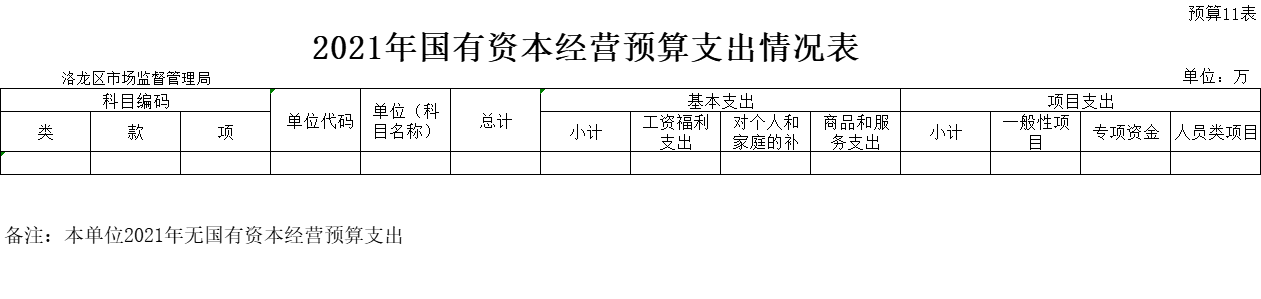 预算11表
2021年国有资本经营预算支出情况表
洛龙区市场监督管理局
单位：万
科目编码
单位代码
单位（科
目名称）
总计
基本支出
项目支出
类
款
项
小计
工资福利
支出
对个人和
家庭的补
商品和服
务支出
小计
一般性项
目
专项资金
人员类项目
备注：本单位2021年无国有资本经营预算支出